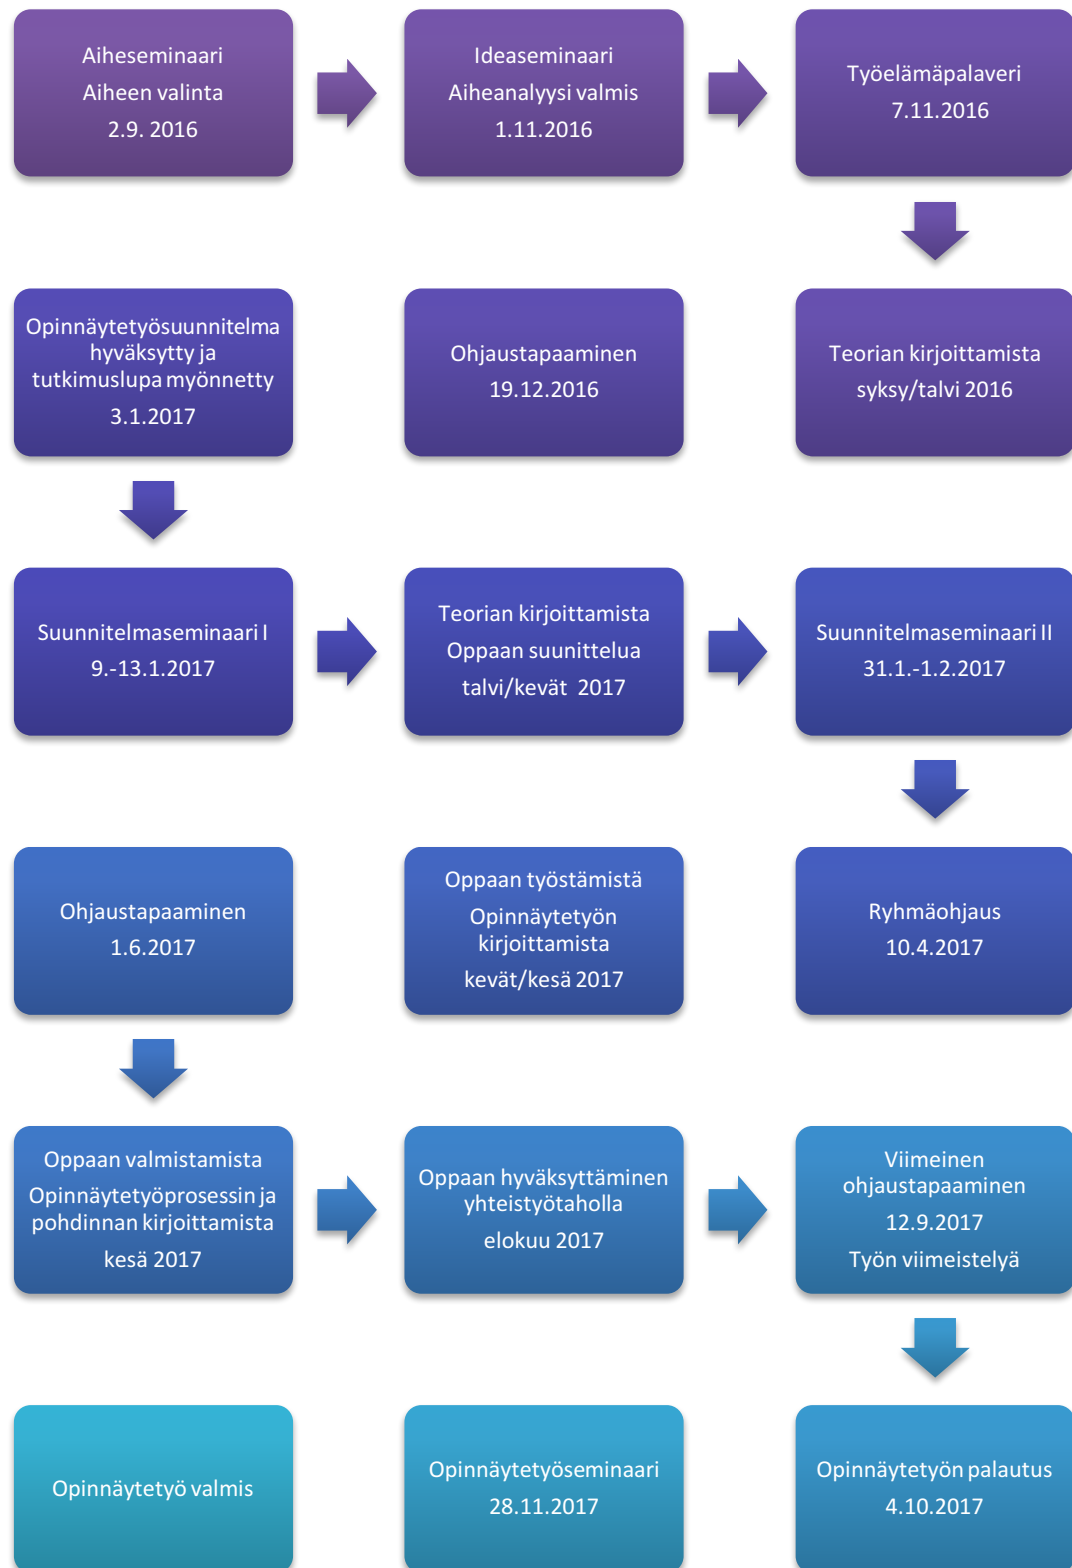 Aiheseminaari
Aiheen valinta
2.9. 2016
Ideaseminaari
Aiheanalyysi valmis
1.11.2016
Työelämäpalaveri
7.11.2016
Opinnäytetyösuunnitelma
hyväksytty ja
tutkimuslupa myönnetty
3.1.2017
Ohjaustapaaminen
19.12.2016
Teorian kirjoittamista
syksy/talvi 2016
Suunnitelmaseminaari I
9.-13.1.2017
Teorian kirjoittamista
Oppaan suunittelua
talvi/kevät 2017
Suunnitelmaseminaari II
31.1.-1.2.2017
Ohjaustapaaminen
1.6.2017
Oppaan työstämistä
Opinnäytetyön
kirjoittamista
kevät/kesä 2017
Ryhmäohjaus
10.4.2017
Oppaan valmistamista
Opinnäytetyöprosessin ja
pohdinnan kirjoittamista
kesä 2017
Oppaan hyväksyttäminen
yhteistyötaholla
elokuu 2017
Viimeinen
ohjaustapaaminen
12.9.2017
Työn viimeistelyä
Opinnäytetyö valmis
Opinnäytetyöseminaari
28.11.2017
Opinnäytetyön palautus
4.10.2017